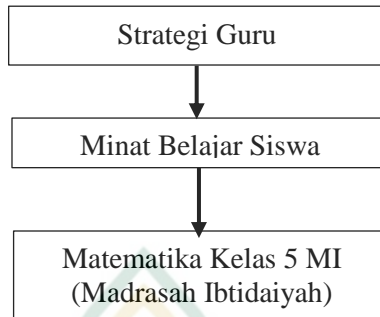 Strategi Guru
Minat Belajar Siswa
Matematika Kelas 5 MI
(Madrasah Ibtidaiyah)